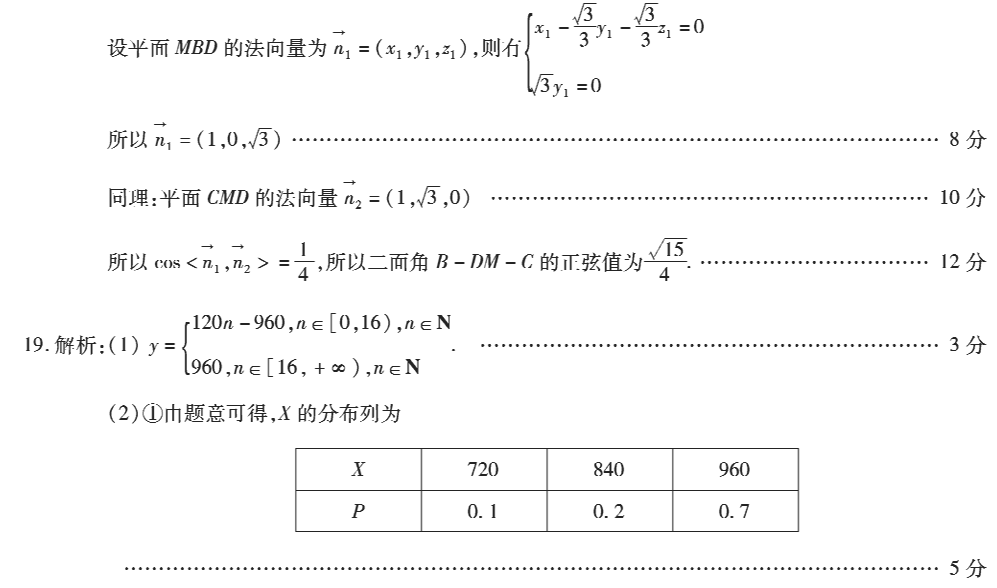 设平面 MBD 的法向量为 $\vec{n}_1=(x_1,y_1,z_1)$,则有 $\begin{cases} x_1-\frac{\sqrt{3}}{3}y_1-\frac{\sqrt{3}}{3}z_1=0 \\ \sqrt{3}y_1=0 \end{cases}$
所以 $\vec{n}_1=(1,0,\sqrt{3})$ …… 8 分
同理:平面 CMD 的法向量 $\vec{n}_2=(1,\sqrt{3},0)$ …… 10 分
所以 $\cos<\vec{n}_1,\vec{n}_2>=\frac{1}{4}$,所以二面角 B-DM-C 的正弦值为 $\frac{\sqrt{15}}{4}$. …… 12 分
19.解析:(1) $y=\begin{cases} 120n-960,n\in[0,16),n\in\mathbf{N} \\ 960,n\in[16,+\infty),n\in\mathbf{N} \end{cases}$. …… 3 分
(2)①由题意可得,X 的分布列为
X 720 840 960
P 0.1 0.2 0.7
…… 5 分